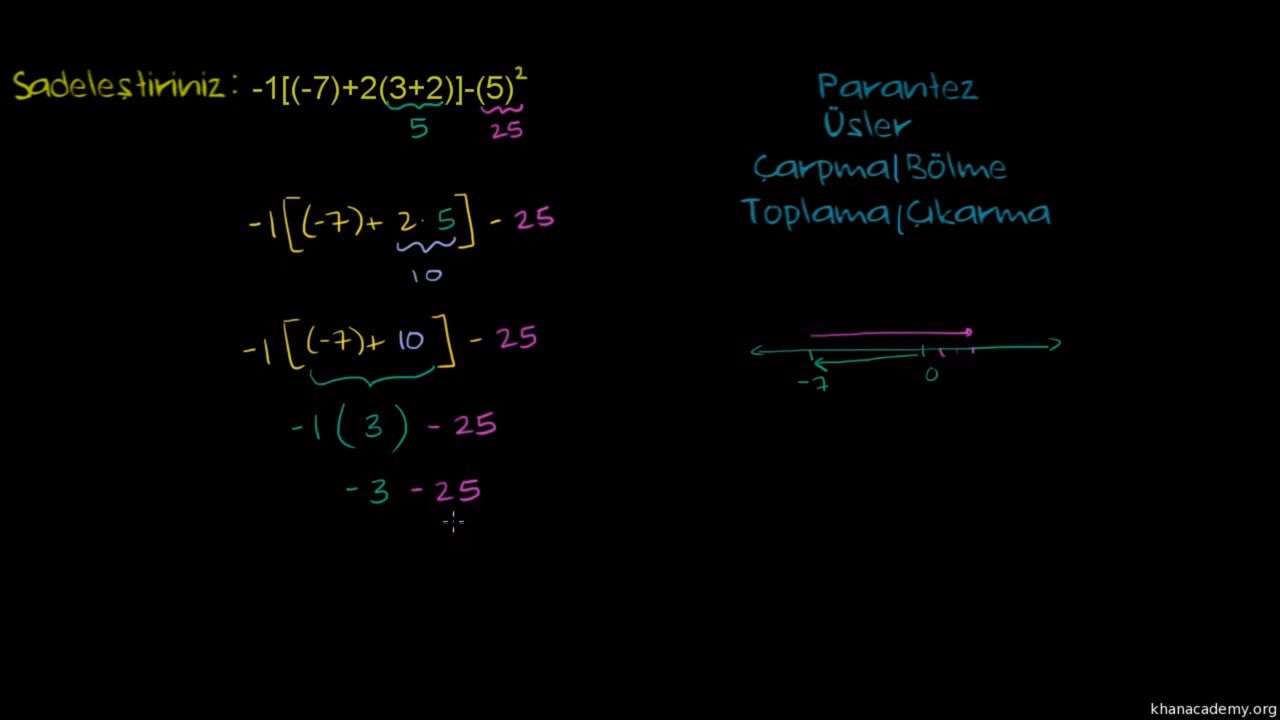 Sadeleştiriniz: -1[(-7)+2(3+2)]-(5)²
5 25
-1[(-7)+ 2·5] - 25
10
-1[(-7)+ 10] - 25
-1(3) - 25
-3 - 25
Parantez
Üsler
Çarpma/Bölme
Toplama/Çıkarma
-7 0
khanacademy.org